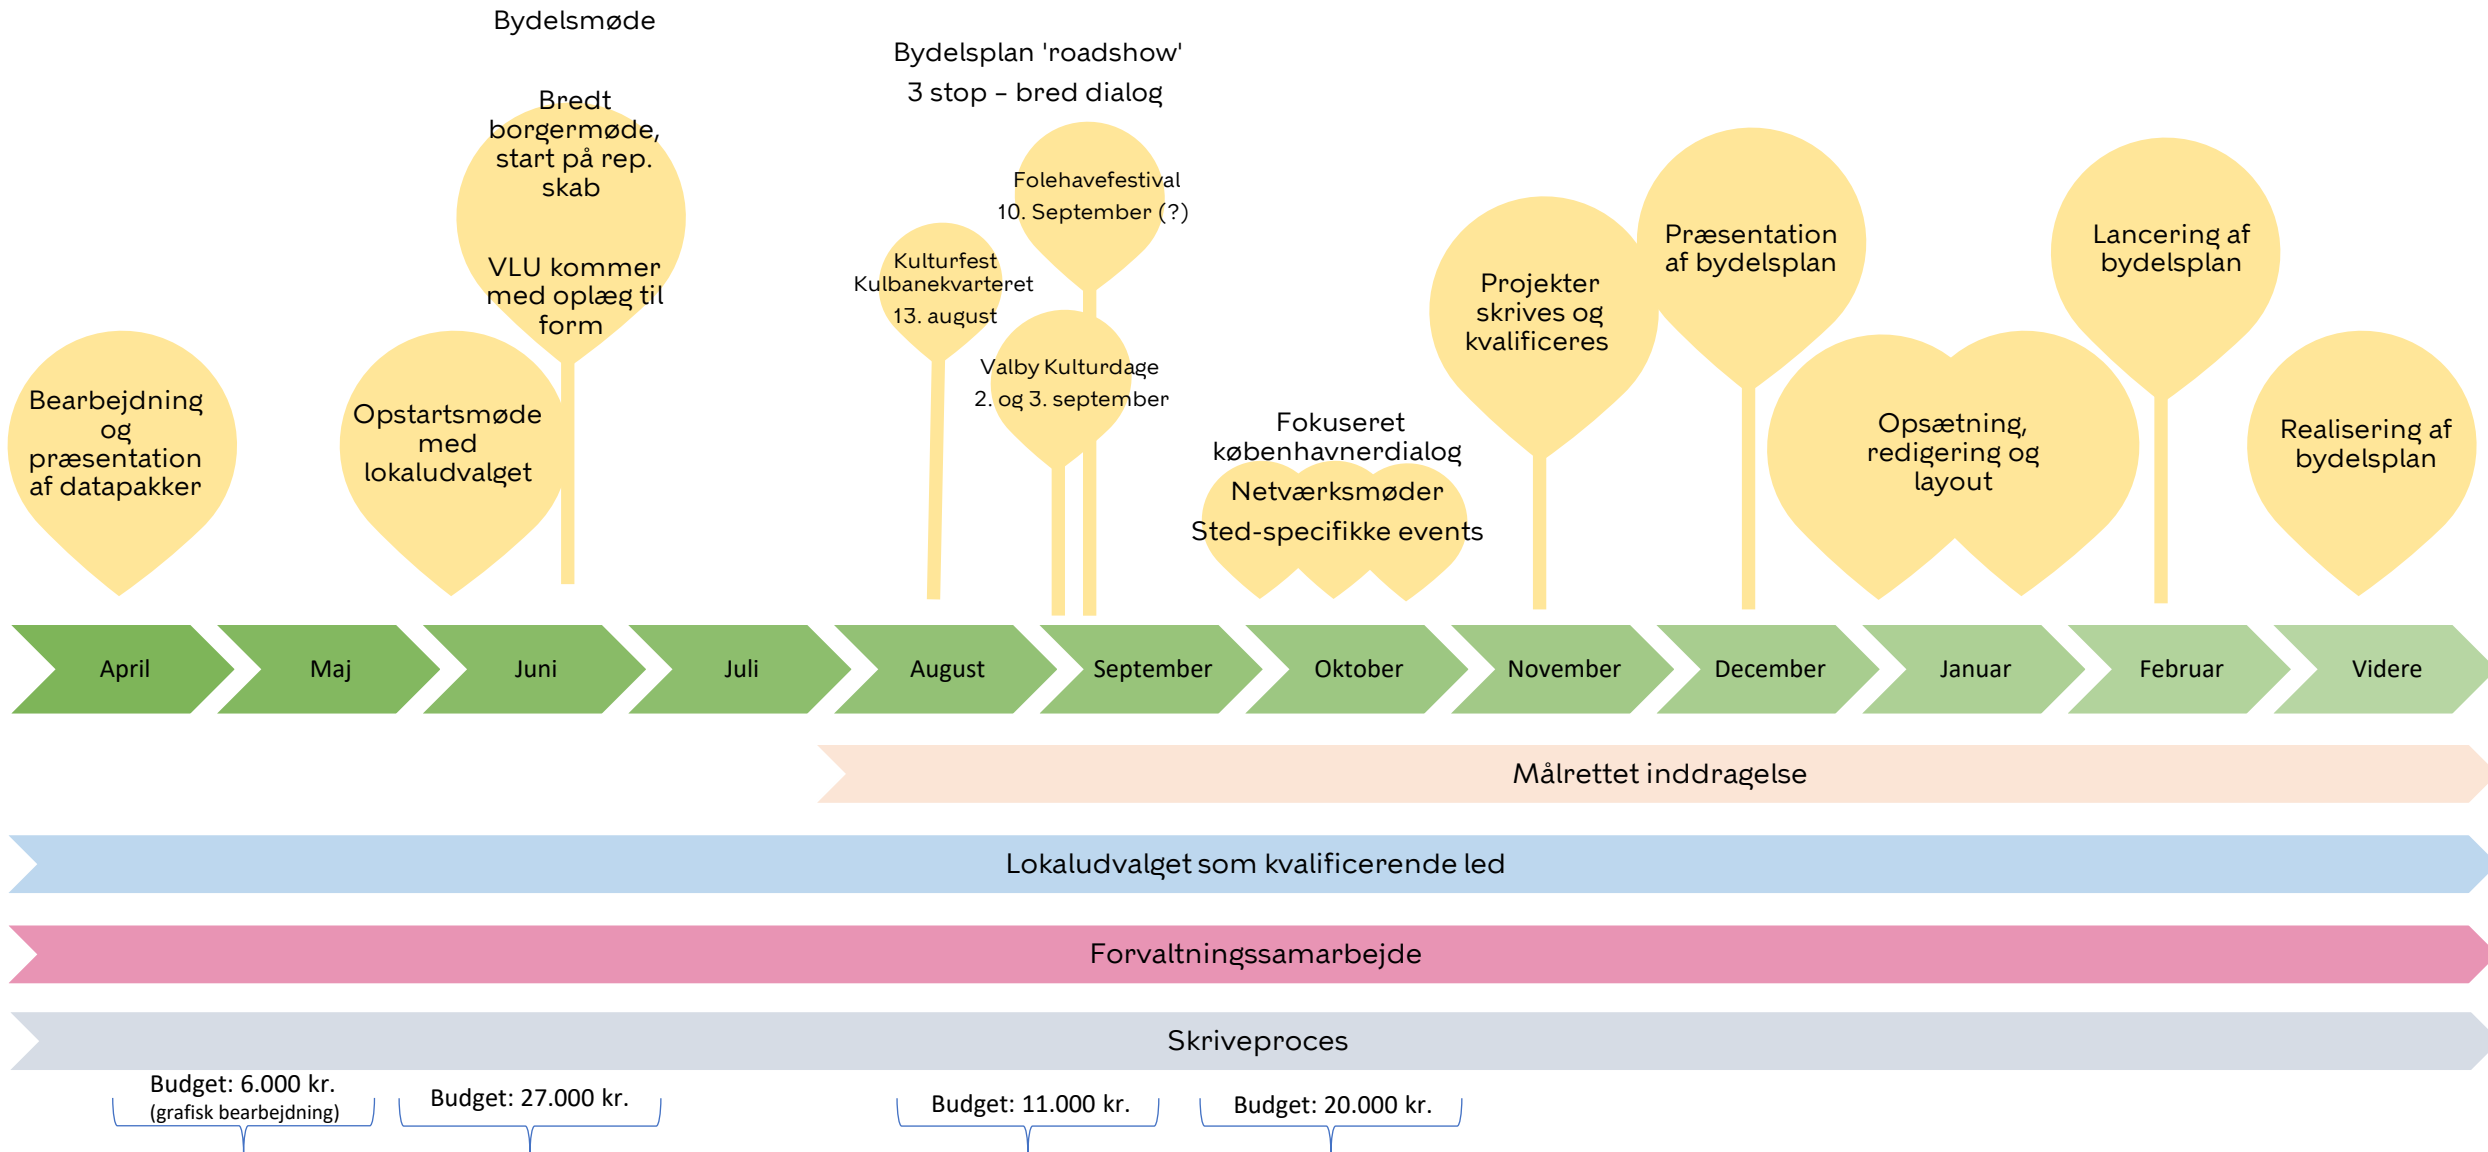 Bydelsmøde
Bredt
borgermøde,
start på rep.
skab
VLU kommer
med oplæg til
form
Bydelsplan 'roadshow'
3 stop – bred dialog
Folehavefestival
10. September (?)
Kulturfest
Kulbanekvarteret
13. august
Valby Kulturdage
2. og 3. september
Bearbejdning
og
præsentation
af datapakker
Opstartsmøde
med
lokaludvalget
Fokuseret
københavnerdialog
Netværksmøder
Sted-specifikke events
Projekter
skrives og
kvalificeres
Præsentation
af bydelsplan
Opsætning,
redigering og
layout
Lancering af
bydelsplan
Realisering af
bydelsplan
April
Maj
Juni
Juli
August
September
Oktober
November
December
Januar
Februar
Videre
Målrettet inddragelse
Lokaludvalget som kvalificerende led
Forvaltningssamarbejde
Skriveproces
Budget: 6.000 kr.
(grafisk bearbejdning)
Budget: 27.000 kr.
Budget: 11.000 kr.
Budget: 20.000 kr.